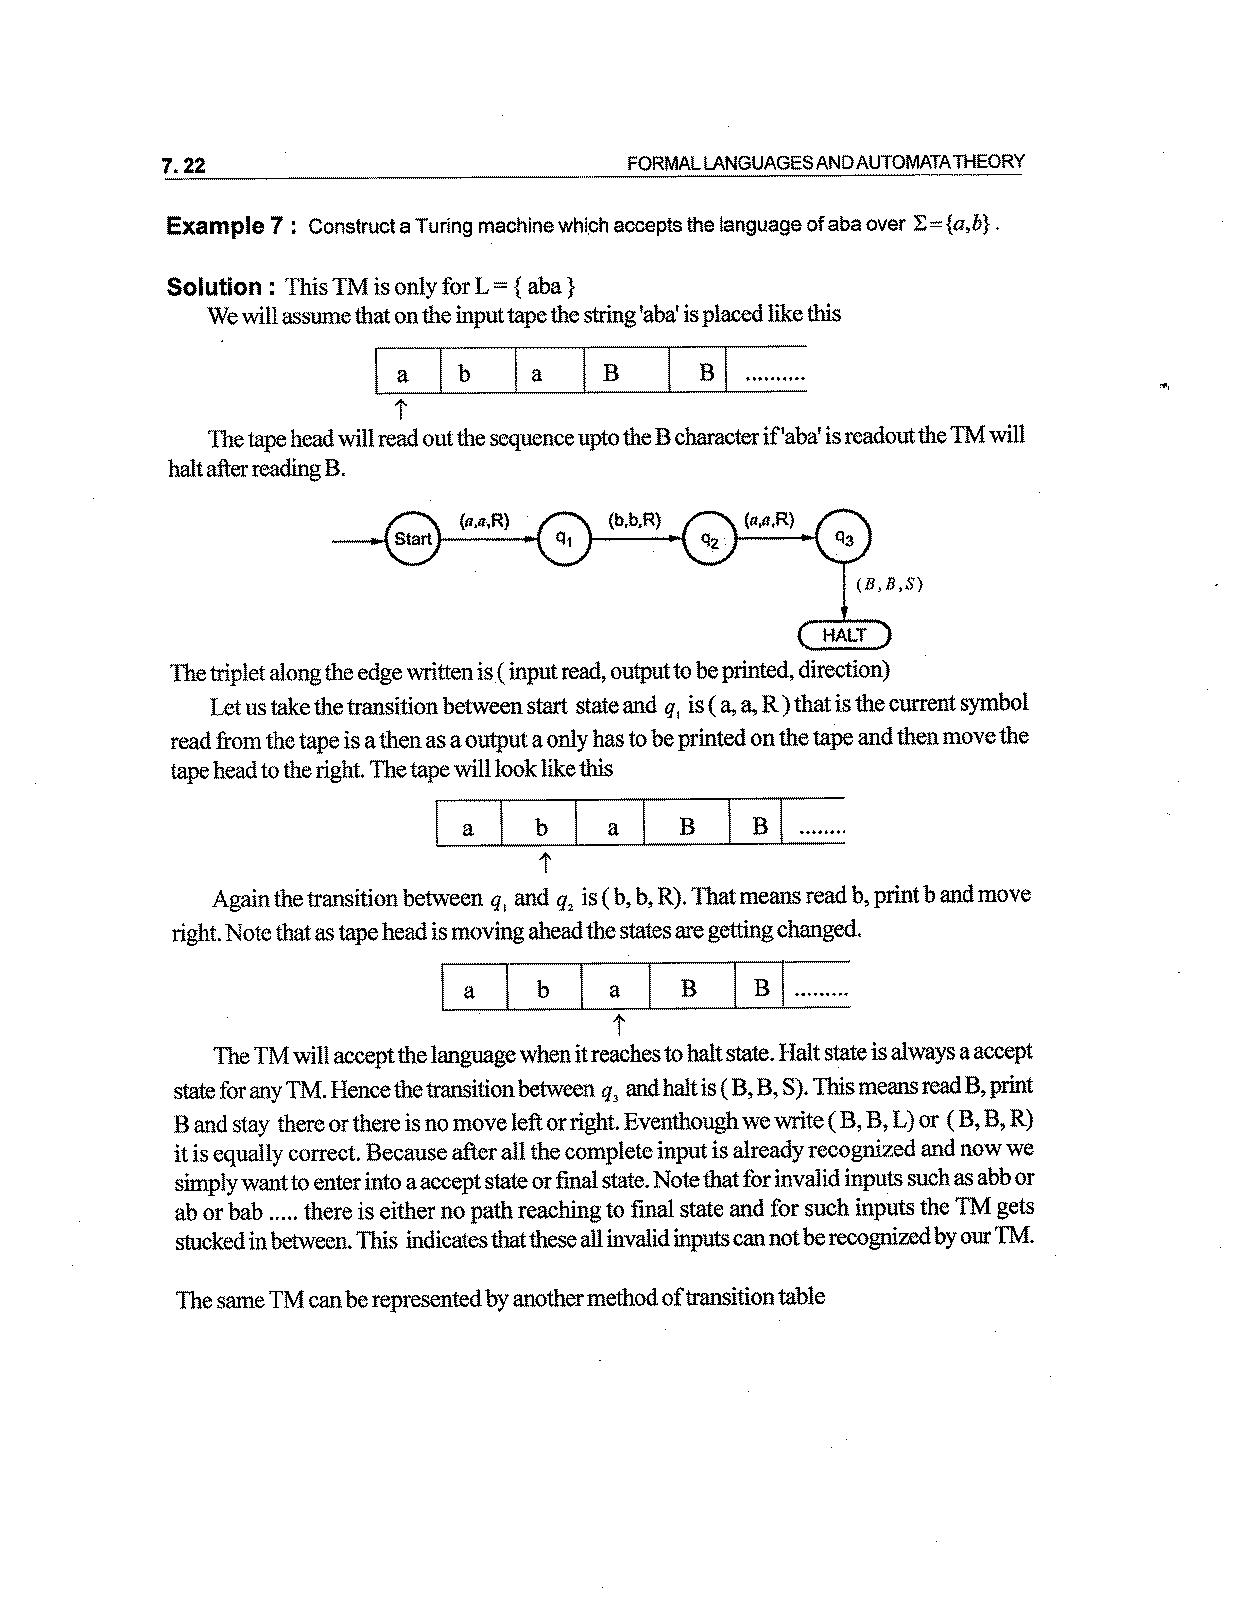 7. 22 FORMAL LANGUAGES AND AUTOMATA THEORY
Example 7 : Construct a Turing machine which accepts the language of aba over Σ={a,b}.
Solution : This TM is only for L = { aba }
We will assume that on the input tape the string 'aba' is placed like this
a b a B B ..........
↑
The tape head will read out the sequence upto the B character if 'aba' is readout the TM will
halt after reading B.
(a,a,R) (b,b,R) (a,a,R)
Start q₁ q₂ q₃
(B,B,S)
HALT
The triplet along the edge written is ( input read, output to be printed, direction)
Let us take the transition between start state and q₁ is ( a, a, R ) that is the current symbol
read from the tape is a then as a output a only has to be printed on the tape and then move the
tape head to the right. The tape will look like this
a b a B B ........
↑
Again the transition between q₁ and q₂ is ( b, b, R). That means read b, print b and move
right. Note that as tape head is moving ahead the states are getting changed.
a b a B B .........
↑
The TM will accept the language when it reaches to halt state. Halt state is always a accept
state for any TM. Hence the transition between q₃ and halt is ( B, B, S). This means read B, print
B and stay there or there is no move left or right. Eventhough we write ( B, B, L) or ( B, B, R)
it is equally correct. Because after all the complete input is already recognized and now we
simply want to enter into a accept state or final state. Note that for invalid inputs such as abb or
ab or bab ..... there is either no path reaching to final state and for such inputs the TM gets
stucked in between. This indicates that these all invalid inputs can not be recognized by our TM.
The same TM can be represented by another method of transition table